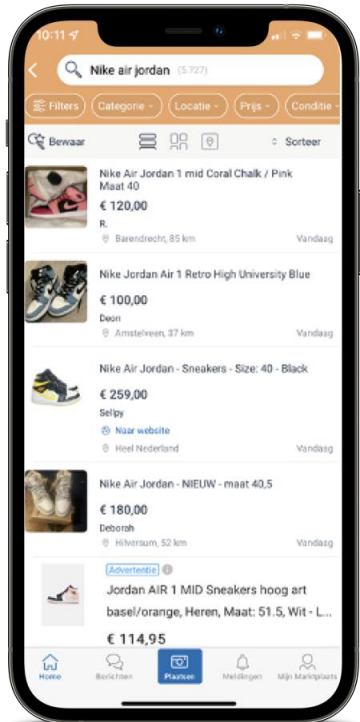 10:11
Nike air jordan (5.727)
Filters Categorie Locatie Prijs Conditie
Bewaar Sorteer
Nike Air Jordan 1 mid Coral Chalk / Pink
Maat 40
€ 120,00
R.
Barendrecht, 85 km Vandaag
Nike Jordan Air 1 Retro High University Blue
€ 100,00
Deon
Amstelveen, 37 km Vandaag
Nike Air Jordan - Sneakers - Size: 40 - Black
€ 259,00
Sellpy
Naar website
Heel Nederland Vandaag
Nike Air Jordan - NIEUW - maat 40,5
€ 180,00
Deborah
Hilversum, 52 km Vandaag
Advertentie
Jordan AIR 1 MID Sneakers hoog art
basel/orange, Heren, Maat: 51.5, Wit - L...
€ 114,95
Home Berichten Plaatsen Meldingen Mijn Marktplaats